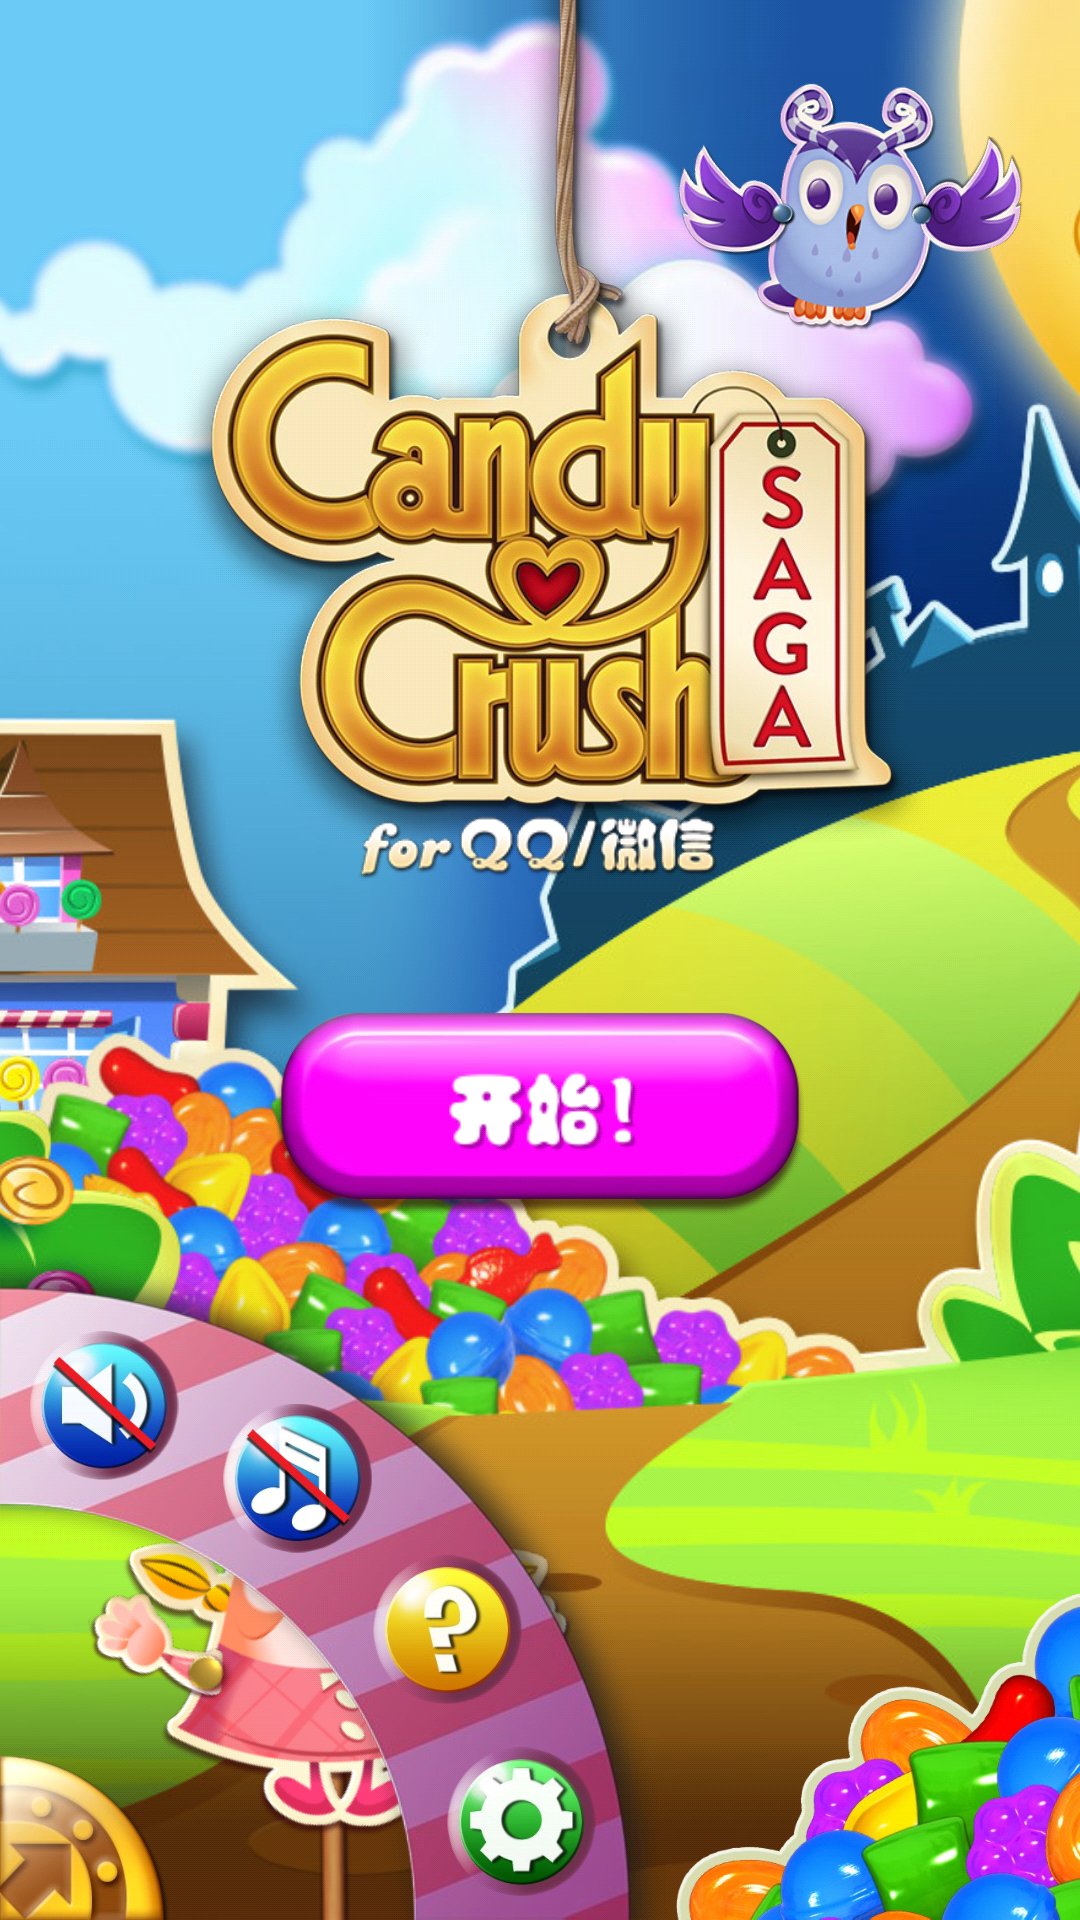 Candy
Crush
SAGA
for QQ/微信
开始!
?